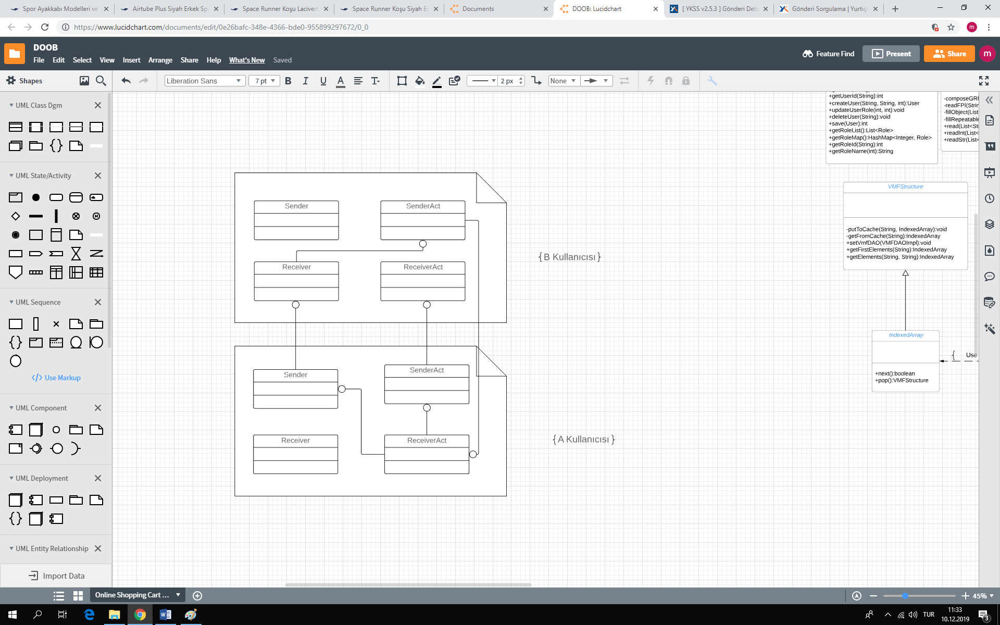 Spor Ayakkabı Modelleri ve
Airtube Plus Siyah Erkek Spo
Space Runner Koşu Lacivert
Space Runner Koşu Siyah Er
Documents
DOOB: Lucidchart
[ YKSS v2.5.3 ] Gönderi Deta
Gönderi Sorgulama | Yurtiçi
https://www.lucidchart.com/documents/edit/0e26bafc-348e-4366-bde0-955899297672/0_0
m
DOOB
File Edit Select View Insert Arrange Share Help What's New Saved
Feature Find
Present
Share
m
Shapes
Liberation Sans
7 pt
B I U A T
2 px
None
UML Class Dgm
UML State/Activity
UML Sequence
Use Markup
UML Component
UML Deployment
UML Entity Relationship
Import Data
Sender
SenderAct
Receiver
ReceiverAct
{ B Kullanıcısı }
Sender
SenderAct
Receiver
ReceiverAct
{ A Kullanıcısı }
+getUserId(String):int
+createUser(String, String, int):User
+updateUserRole(int, int):void
+deleteUser(String):void
+save(User):int
+getRoleList():List<Role>
+getRoleMap():HashMap<Integer, Role>
+getRoleId(String):int
+getRoleName(int):String
-composeGRI
-readFPI(Strin
-fillObject(List
-fillRepeatable
+read(List<Str
+readInt(List<
+readStr(List<
VMFStructure
-putToCache(String, IndexedArray):void
-getFromCache(String):IndexedArray
+setVmfDAO(VMFDAOImpl):void
+getFirstElements(String):IndexedArray
+getElements(String, String):IndexedArray
IndexedArray
+next():boolean
+pop():VMFStructure
{ Use
Online Shopping Cart ...
45%
TUR
11:33
10.12.2019
3